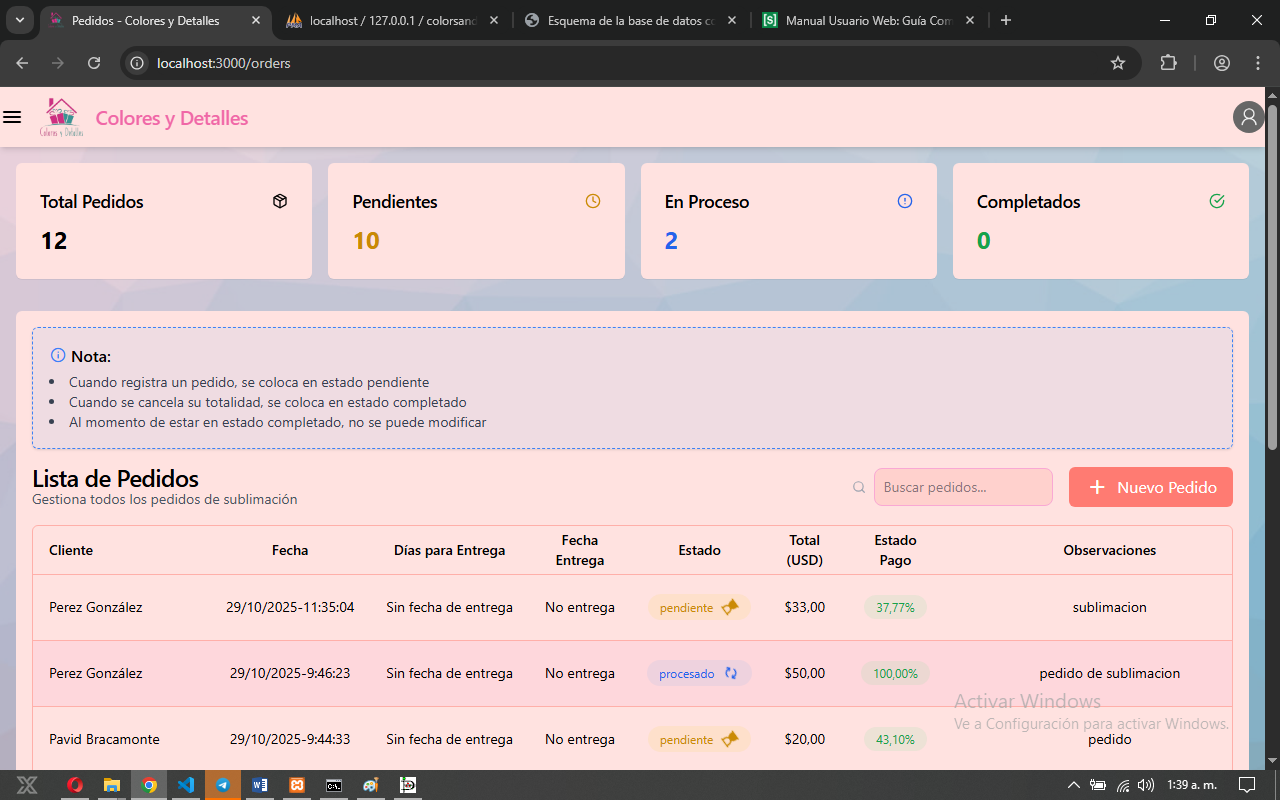 Pedidos - Colores y Detalles
localhost / 127.0.0.1 / colorsand
Esquema de la base de datos co
Manual Usuario Web: Guía Com
localhost:3000/orders
Colores y Detalles
Colores y Detalles
Total Pedidos
12
Pendientes
10
En Proceso
2
Completados
0
Nota:
Cuando registra un pedido, se coloca en estado pendiente
Cuando se cancela su totalidad, se coloca en estado completado
Al momento de estar en estado completado, no se puede modificar
Lista de Pedidos
Gestiona todos los pedidos de sublimación
Buscar pedidos...
Nuevo Pedido
Cliente Fecha Días para Entrega Fecha Entrega Estado Total (USD) Estado Pago Observaciones
Perez González 29/10/2025-11:35:04 Sin fecha de entrega No entrega pendiente $33,00 37,77% sublimacion
Perez González 29/10/2025-9:46:23 Sin fecha de entrega No entrega procesado $50,00 100,00% pedido de sublimacion
Pavid Bracamonte 29/10/2025-9:44:33 Sin fecha de entrega No entrega pendiente $20,00 43,10% pedido
Activar Windows
Ve a Configuración para activar Windows.
1:39 a. m.